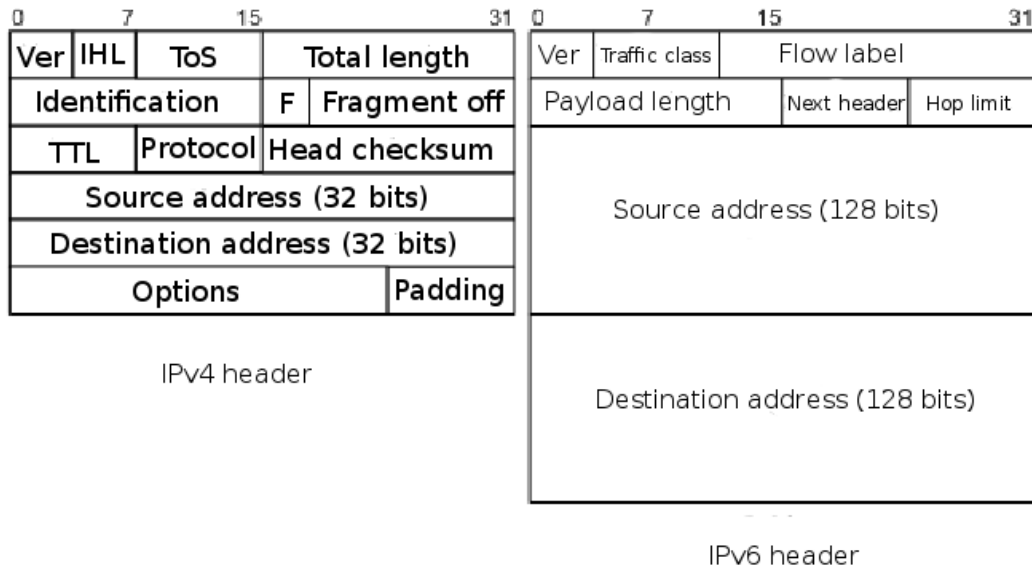 0 7 15 31
Ver IHL ToS Total length
Identification F Fragment off
TTL Protocol Head checksum
Source address (32 bits)
Destination address (32 bits)
Options Padding
IPv4 header
0 7 15 31
Ver Traffic class Flow label
Payload length Next header Hop limit
Source address (128 bits)
Destination address (128 bits)
IPv6 header